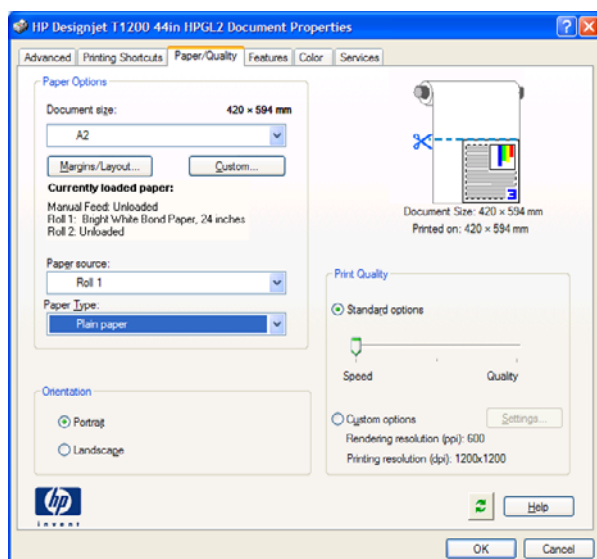 HP Designjet T1200 44in HPGL2 Document Properties
Advanced Printing Shortcuts Paper/Quality Features Color Services
Paper Options
Document size: 420 × 594 mm
A2
Margins/Layout... Custom...
Currently loaded paper:
Manual Feed: Unloaded
Roll 1: Bright White Bond Paper, 24 inches
Roll 2: Unloaded
Paper source:
Roll 1
Paper Type:
Plain paper
Orientation
Portrait
Landscape
3
Document Size: 420 × 594 mm
Printed on: 420 × 594 mm
Print Quality
Standard options
Speed Quality
Custom options Settings...
Rendering resolution (ppi): 600
Printing resolution (dpi): 1200x1200
hp
invent
Help
OK Cancel